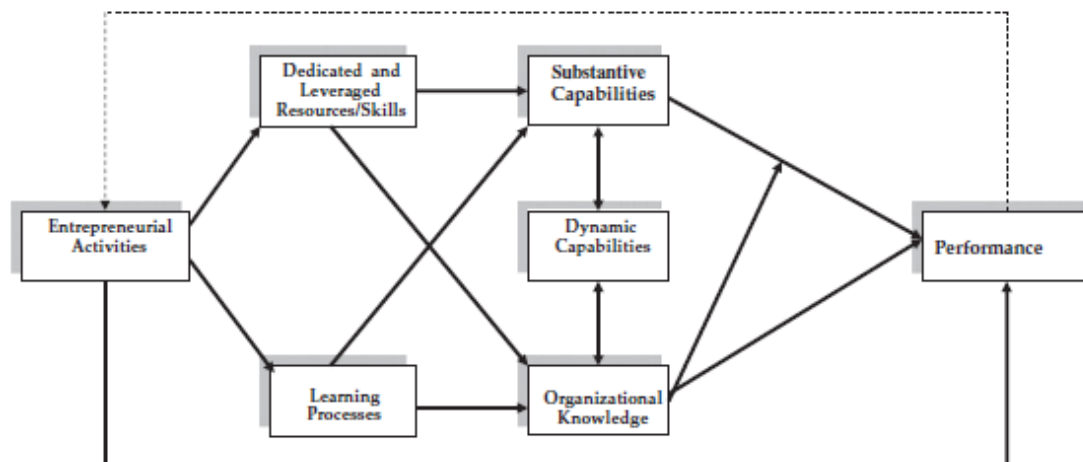 Dedicated and
Leveraged
Resources/Skills
Substantive
Capabilities
Entrepreneurial
Activities
Dynamic
Capabilities
Performance
Learning
Processes
Organizational
Knowledge